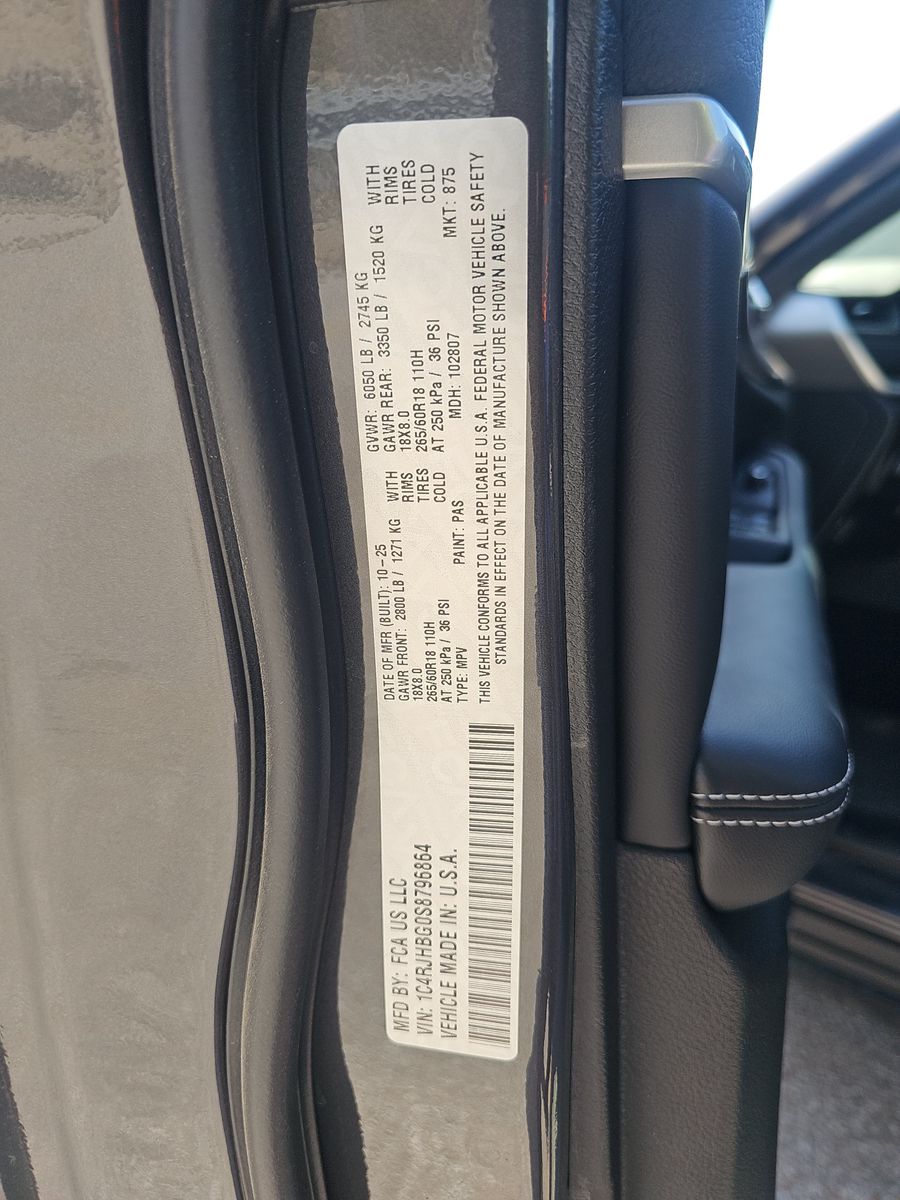 MFD BY: FCA US LLC
VIN: 1C4RJHBG0S8796864
VEHICLE MADE IN: U.S.A.
DATE OF MFR (BUILT): 10-25 GVWR: 6050 LB / 2745 KG
GAWR FRONT: 2800 LB / 1271 KG WITH GAWR REAR: 3350 LB / 1520 KG WITH
18X8.0 RIMS 18X8.0 RIMS
265/60R18 110H TIRES 265/60R18 110H TIRES
AT 250 kPa / 36 PSI COLD AT 250 kPa / 36 PSI COLD
TYPE: MPV PAINT: PAS MDH: 102807 MKT: 875
THIS VEHICLE CONFORMS TO ALL APPLICABLE U.S.A. FEDERAL MOTOR VEHICLE SAFETY
STANDARDS IN EFFECT ON THE DATE OF MANUFACTURE SHOWN ABOVE.